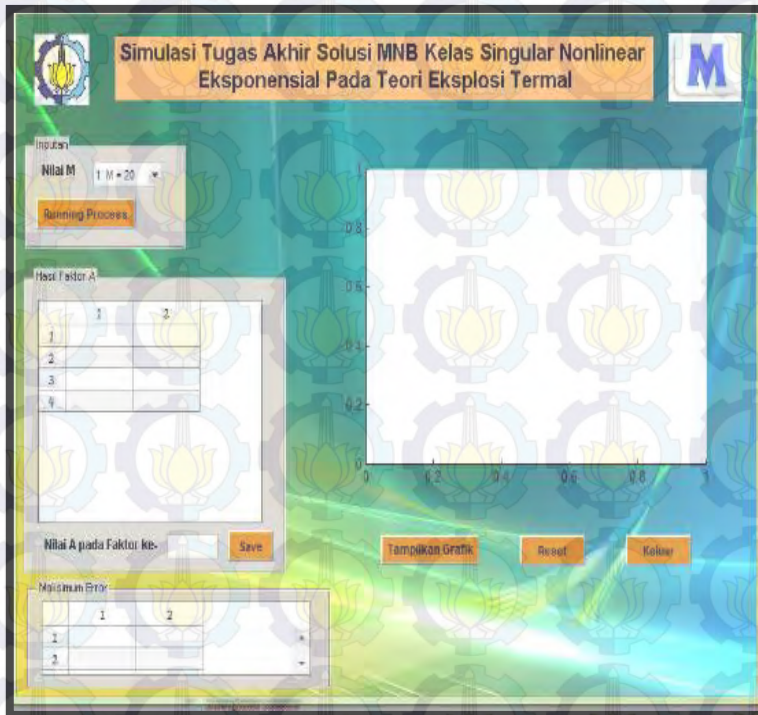 Simulasi Tugas Akhir Solusi MNB Kelas Singular Nonlinear
Eksponensial Pada Teori Eksplosi Termal
M
Inputan
Nilai M
1 M = 20
Running Process
Hasil Faktor A
1 2
1
2
3
4
Nilai A pada Faktor ke-
Save
Maksimum Error
1 2
1
2
1
0.8
0.6
0.4
0.2
0
0 0.2 0.4 0.6 0.8 1
Tampilkan Grafik
Reset
Keluar